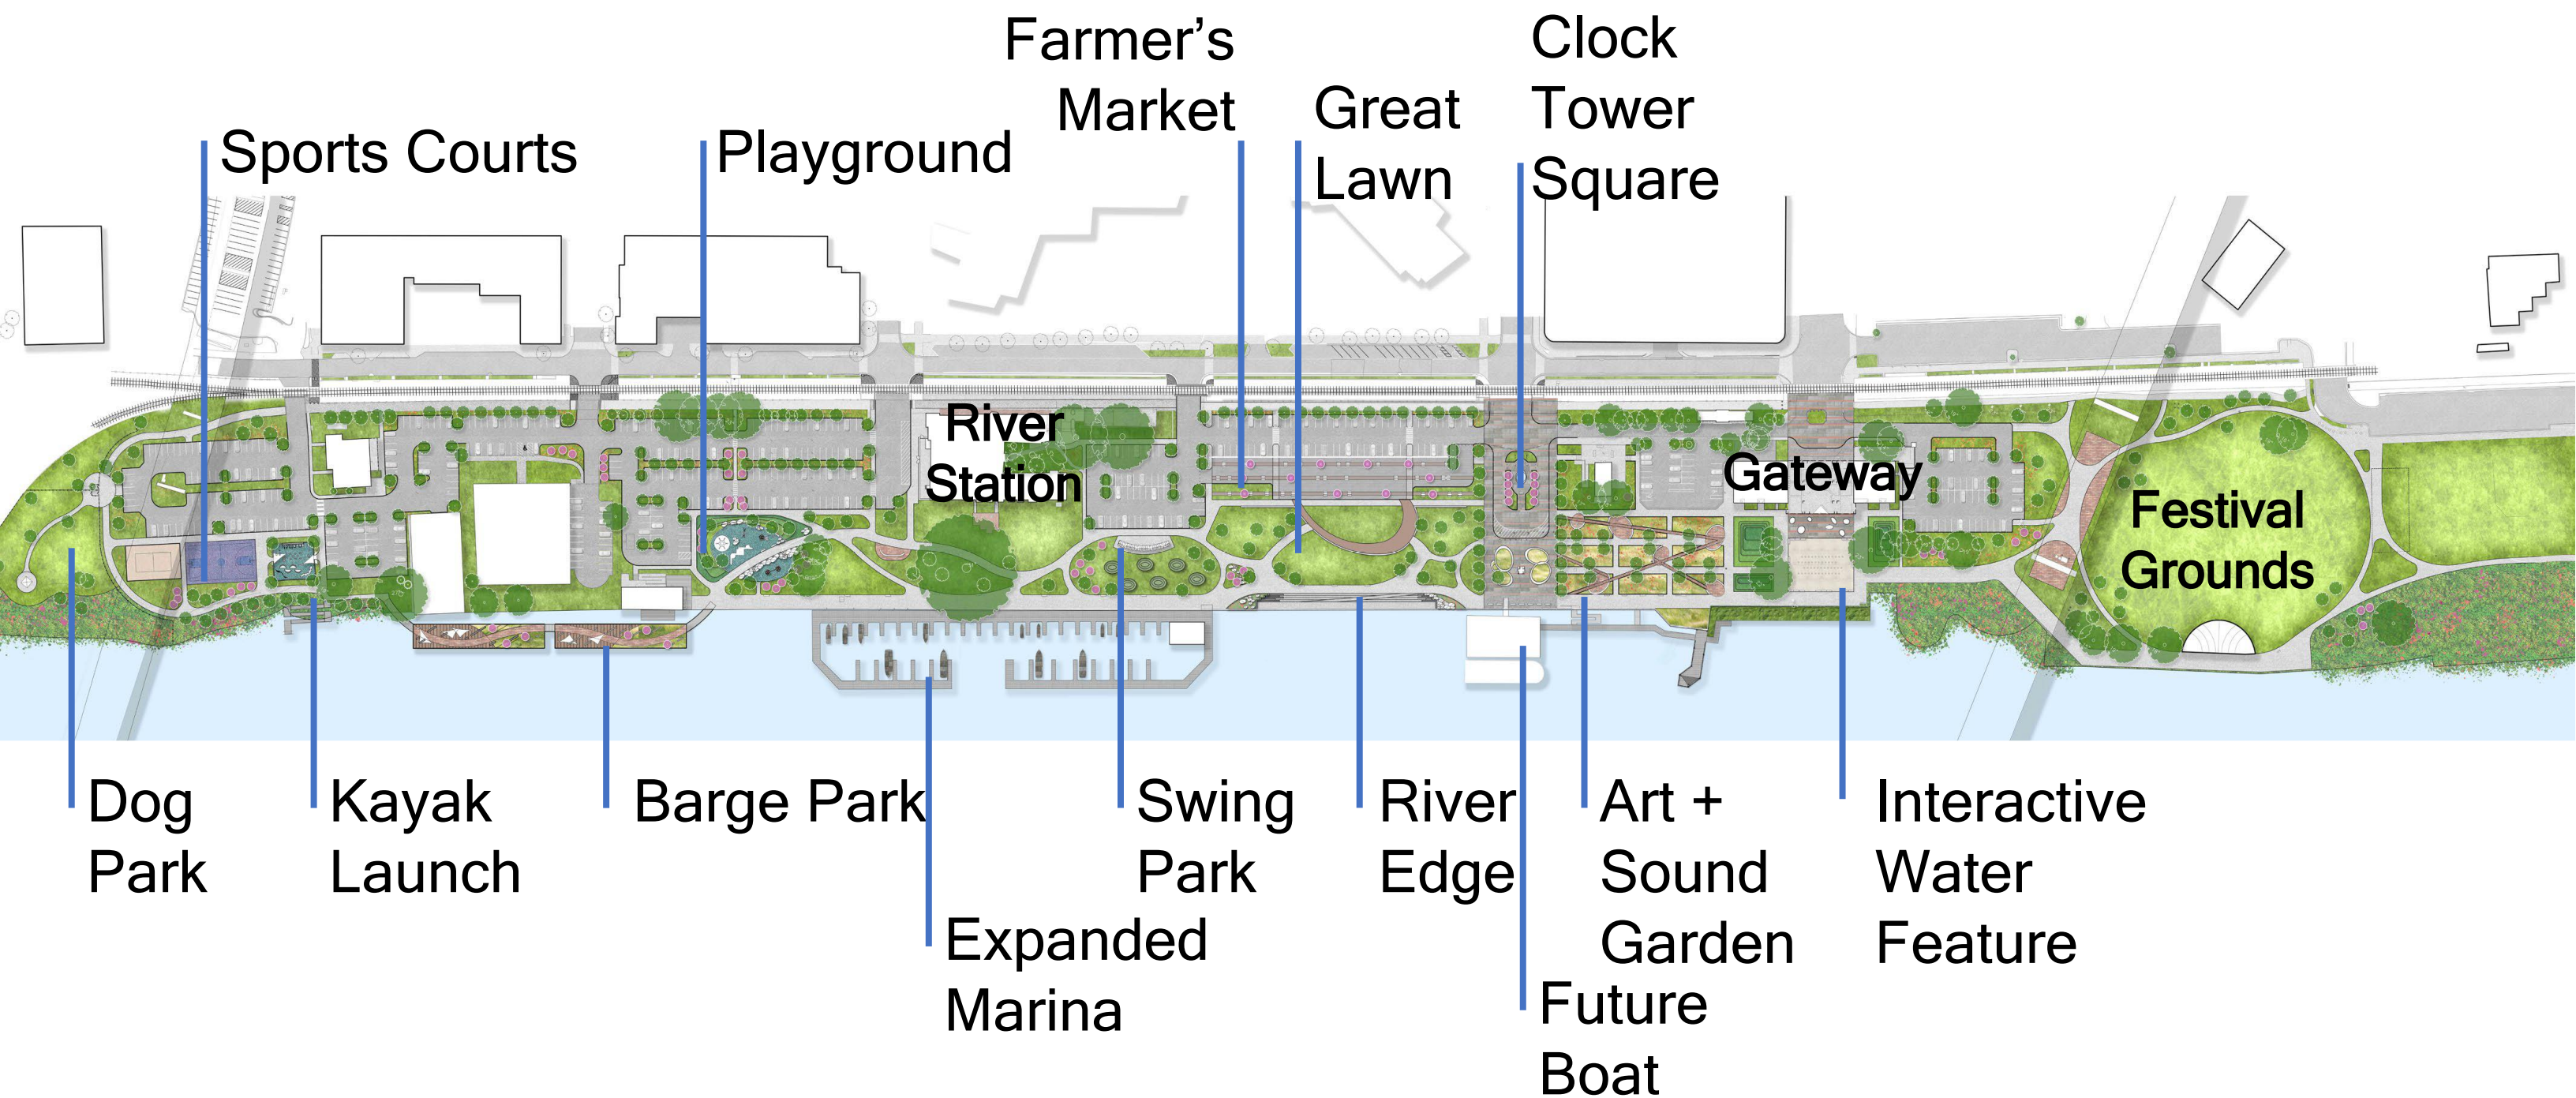 Farmer’s
Market
Clock
Tower
Square
Great
Lawn
Sports Courts
Playground
River
Station
Gateway
Festival
Grounds
Dog
Park
Kayak
Launch
Barge Park
Expanded
Marina
Swing
Park
River
Edge
Future
Boat
Art +
Sound
Garden
Interactive
Water
Feature